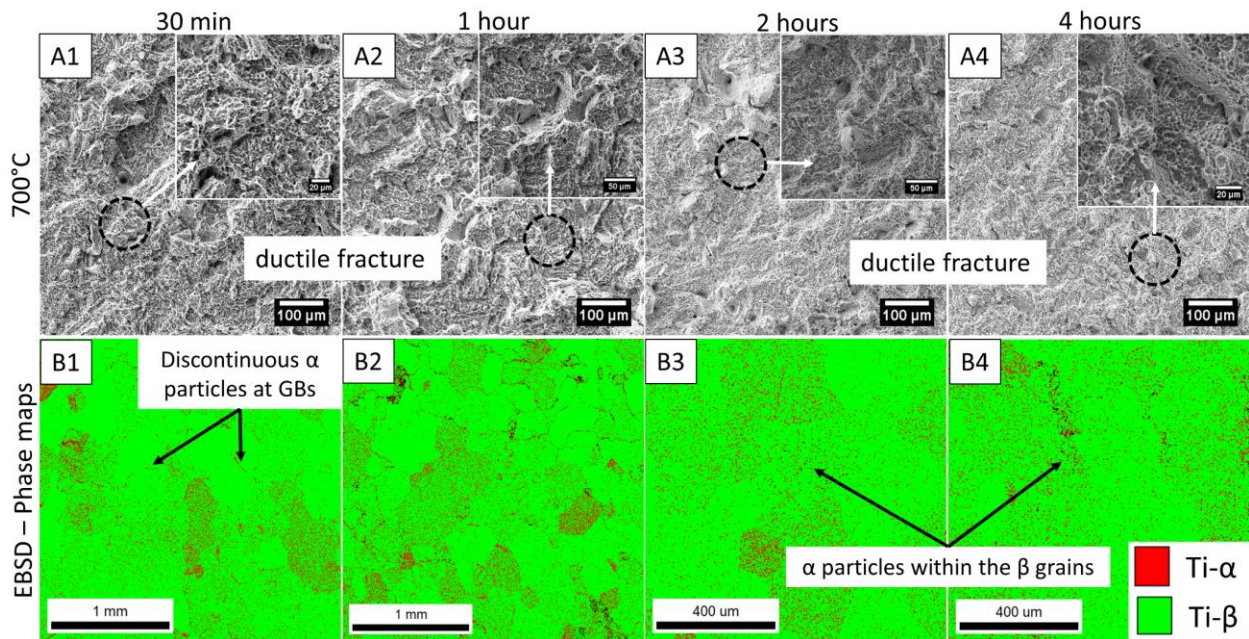 30 min
1 hour
2 hours
4 hours
A1
A2
A3
A4
20 µm
50 µm
50 µm
20 µm
700°C
ductile fracture
ductile fracture
100 µm
100 µm
100 µm
100 µm
B1
B2
B3
B4
Discontinuous α
particles at GBs
EBSD – Phase maps
α particles within the β grains
Ti-α
Ti-β
1 mm
1 mm
400 um
400 um